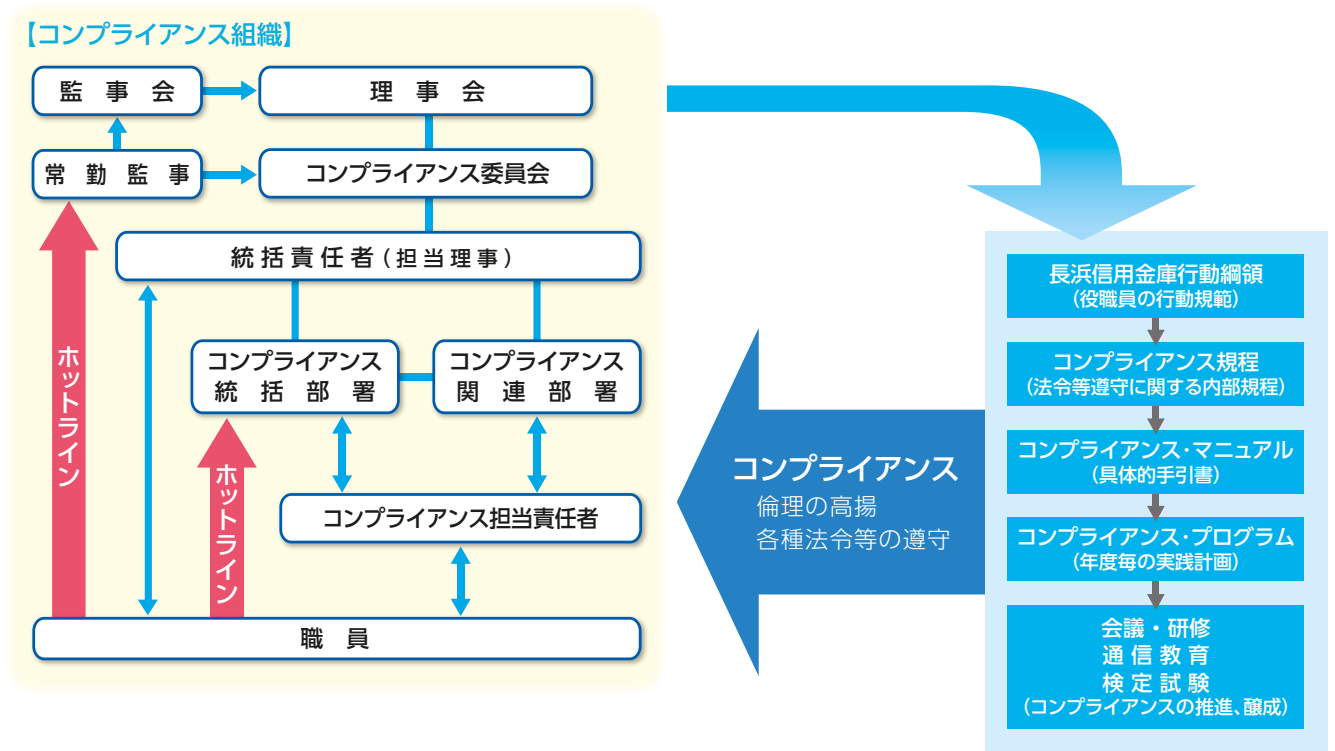 【コンプライアンス組織】
監事会
理事会
常勤監事
コンプライアンス委員会
統括責任者(担当理事)
コンプライアンス
統括部署
コンプライアンス
関連部署
ホットライン
ホットライン
コンプライアンス担当責任者
職員
コンプライアンス
倫理の高揚
各種法令等の遵守
長浜信用金庫行動綱領
(役職員の行動規範)
コンプライアンス規程
(法令等遵守に関する内部規程)
コンプライアンス・マニュアル
(具体的手引書)
コンプライアンス・プログラム
(年度毎の実践計画)
会議・研修
通信教育
検定試験
(コンプライアンスの推進、醸成)